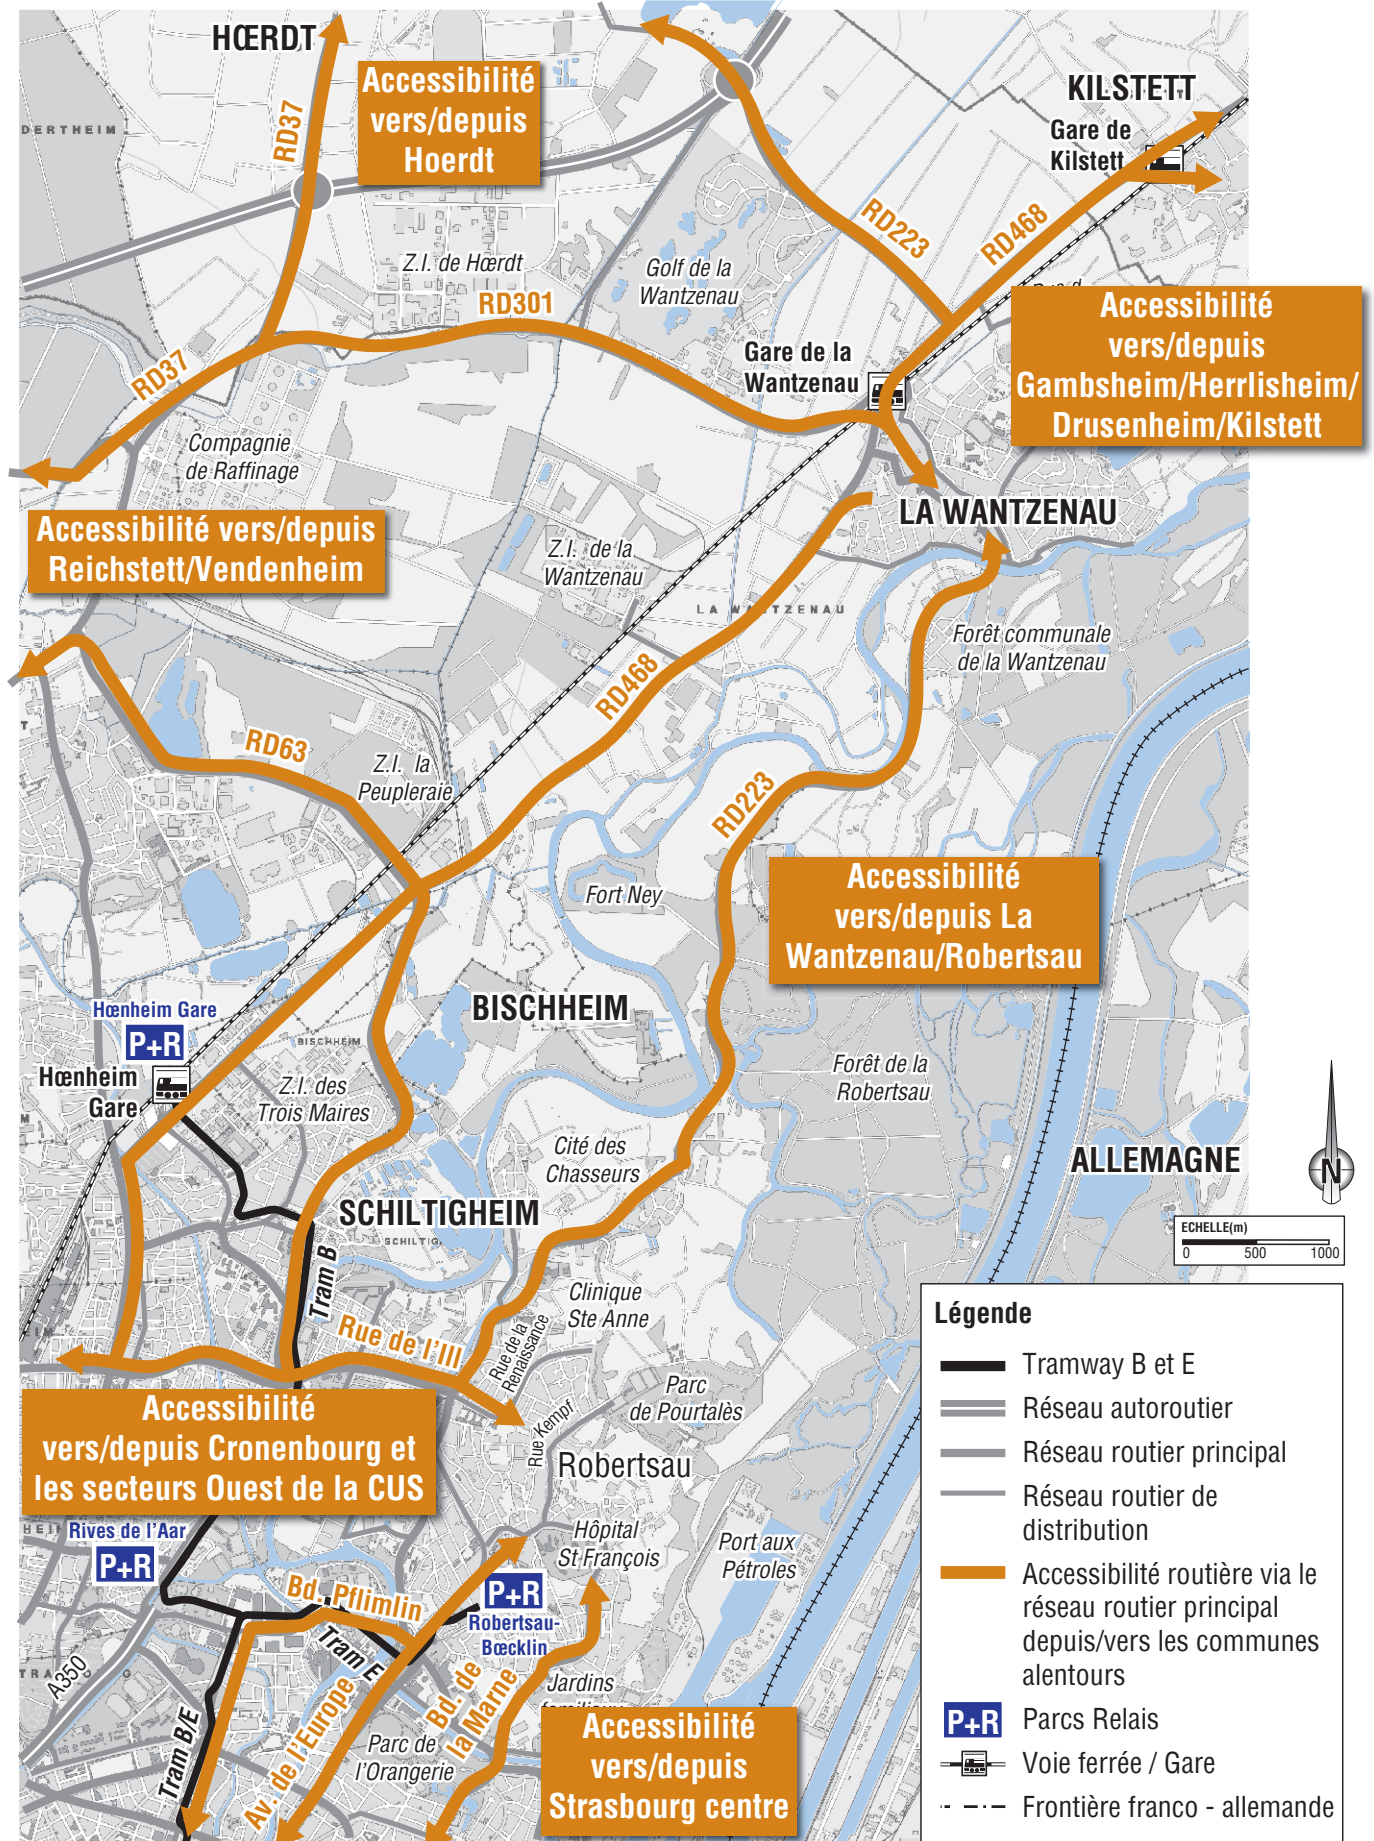 HŒRDT
Accessibilité
vers/depuis
Hoerdt
RD37
DERTHEIM
KILSTETT
Gare de
Kilstett
RD223
RD468
Z.I. de Hœrdt
Golf de la
Wantzenau
RD301
Accessibilité
vers/depuis
Gambsheim/Herrlisheim/
Drusenheim/Kilstett
Gare de la
Wantzenau
RD37
Compagnie
de Raffinage
LA WANTZENAU
Accessibilité vers/depuis
Reichstett/Vendenheim
Z.I. de la
Wantzenau
LA WANTZENAU
Forêt communale
de la Wantzenau
RD468
RD63
Z.I. la
Peupleraie
RD223
Fort Ney
Accessibilité
vers/depuis La
Wantzenau/Robertsau
BISCHHEIM
Hœnheim Gare
P+R
BISCHHEIM
Hœnheim
Gare
Z.I. des
Trois Maires
Forêt de la
Robertsau
Cité des
Chasseurs
ALLEMAGNE
N
SCHILTIGHEIM
SCHILTIG
ECHELLE(m)
0 500 1000
Tram B
Clinique
Ste Anne
Rue de l'Ill
Rue de la
Renaissance
Parc
de Pourtalès
Rue Kempf
Robertsau
Accessibilité
vers/depuis Cronenbourg et
les secteurs Ouest de la CUS
Rives de l'Aar
P+R
Hôpital
St François
Port aux
Pétroles
Bd. Pflimlin
P+R
Robertsau-
Bœcklin
Tram E
A350
Tram B/E
Av. de l'Europe
Bd. de
la Marne
Parc de
l'Orangerie
Jardins
Accessibilité
vers/depuis
Strasbourg centre
Légende
Tramway B et E
Réseau autoroutier
Réseau routier principal
Réseau routier de
distribution
Accessibilité routière via le
réseau routier principal
depuis/vers les communes
alentours
P+R Parcs Relais
Voie ferrée / Gare
Frontière franco - allemande